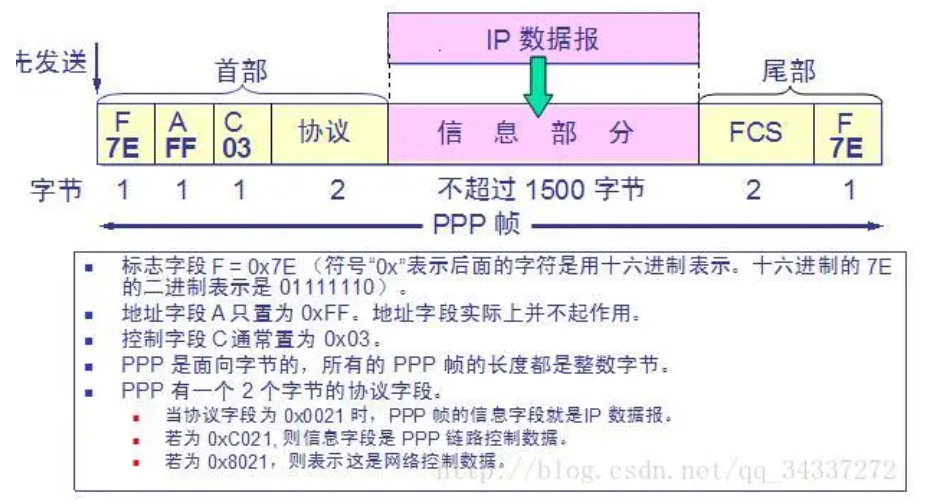 IP 数据报
先发送
首部
尾部
F A C 协议 信 息 部 分 FCS F
7E FF 03 7E
字节 1 1 1 2 不超过 1500 字节 2 1
PPP 帧
标志字段 F = 0x7E （符号“0x”表示后面的字符是用十六进制表示。十六进制的 7E
的二进制表示是 01111110）。
地址字段 A 只置为 0xFF。地址字段实际上并不起作用。
控制字段 C 通常置为 0x03。
PPP 是面向字节的，所有的 PPP 帧的长度都是整数字节。
PPP 有一个 2 个字节的协议字段。
当协议字段为 0x0021 时，PPP 帧的信息字段就是IP 数据报。
若为 0xC021, 则信息字段是 PPP 链路控制数据。
若为 0x8021，则表示这是网络控制数据。
http://blog.csdn.net/qq_34337272